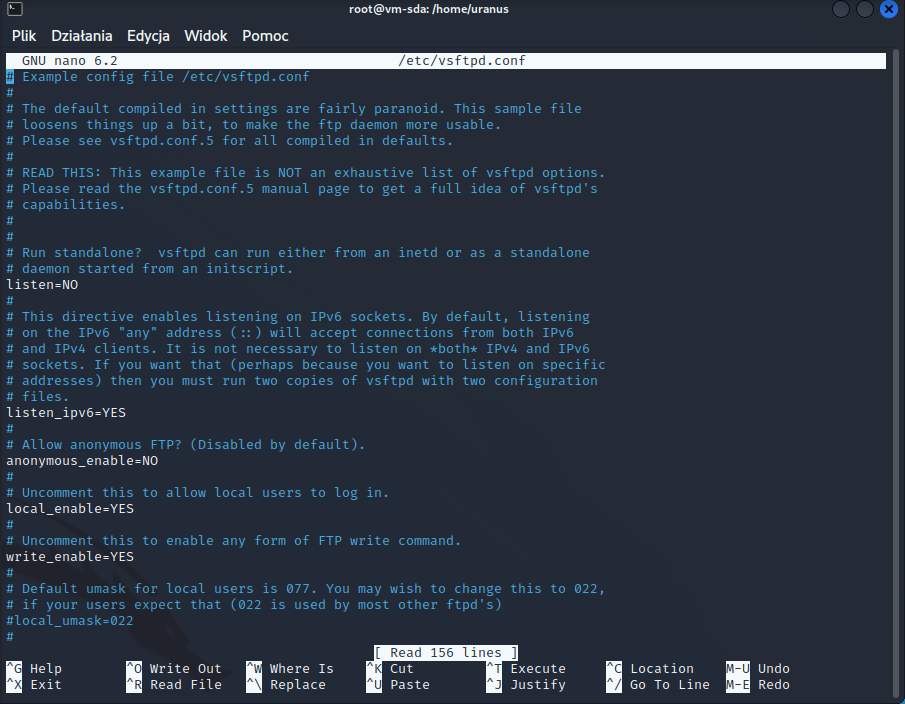 root@vm-sda: /home/uranus
Plik Działania Edycja Widok Pomoc
GNU nano 6.2 /etc/vsftpd.conf
# Example config file /etc/vsftpd.conf
#
# The default compiled in settings are fairly paranoid. This sample file
# loosens things up a bit, to make the ftp daemon more usable.
# Please see vsftpd.conf.5 for all compiled in defaults.
#
# READ THIS: This example file is NOT an exhaustive list of vsftpd options.
# Please read the vsftpd.conf.5 manual page to get a full idea of vsftpd's
# capabilities.
#
#
# Run standalone?  vsftpd can run either from an inetd or as a standalone
# daemon started from an initscript.
listen=NO
#
# This directive enables listening on IPv6 sockets. By default, listening
# on the IPv6 "any" address (::) will accept connections from both IPv6
# and IPv4 clients. It is not necessary to listen on *both* IPv4 and IPv6
# sockets. If you want that (perhaps because you want to listen on specific
# addresses) then you must run two copies of vsftpd with two configuration
# files.
listen_ipv6=YES
#
# Allow anonymous FTP? (Disabled by default).
anonymous_enable=NO
#
# Uncomment this to allow local users to log in.
local_enable=YES
#
# Uncomment this to enable any form of FTP write command.
write_enable=YES
#
# Default umask for local users is 077. You may wish to change this to 022,
# if your users expect that (022 is used by most other ftpd's)
#local_umask=022
#
[ Read 156 lines ]
^G Help ^O Write Out ^W Where Is ^K Cut ^T Execute ^C Location M-U Undo
^X Exit ^R Read File ^\ Replace ^U Paste ^J Justify ^/ Go To Line M-E Redo